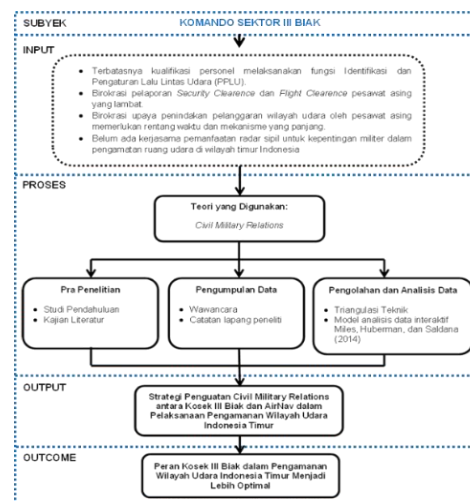 SUBYEK
KOMANDO SEKTOR III BIAK
INPUT
• Terbatasnya kualifikasi personel melaksanakan fungsi Identifikasi dan
Pengaturan Lalu Lintas Udara (PPLU).
• Birokrasi pelaporan Security Clearence dan Flight Clearence pesawat asing
yang lambat.
• Birokrasi upaya penindakan pelanggaran wilayah udara oleh pesawat asing
memerlukan rentang waktu dan mekanisme yang panjang.
• Belum ada kerjasama pemanfaatan radar sipil untuk kepentingan militer dalam
pengamatan ruang udara di wilayah timur Indonesia
PROSES
Teori yang Digunakan:
Civil Military Relations
Pra Penelitian
• Studi Pendahuluan
• Kajian Literatur
Pengumpulan Data
• Wawancara
• Catatan lapang peneliti
Pengolahan dan Analisis Data
• Triangulasi Teknik
• Model analisis data interaktif
Miles, Huberman, dan Saldana
(2014)
OUTPUT
Strategi Penguatan Civil Military Relations
antara Kosek III Biak dan AirNav dalam
Pelaksanaan Pengamanan Wilayah Udara
Indonesia Timur
OUTCOME
Peran Kosek III Biak dalam Pengamanan
Wilayah Udara Indonesia Timur Menjadi
Lebih Optimal